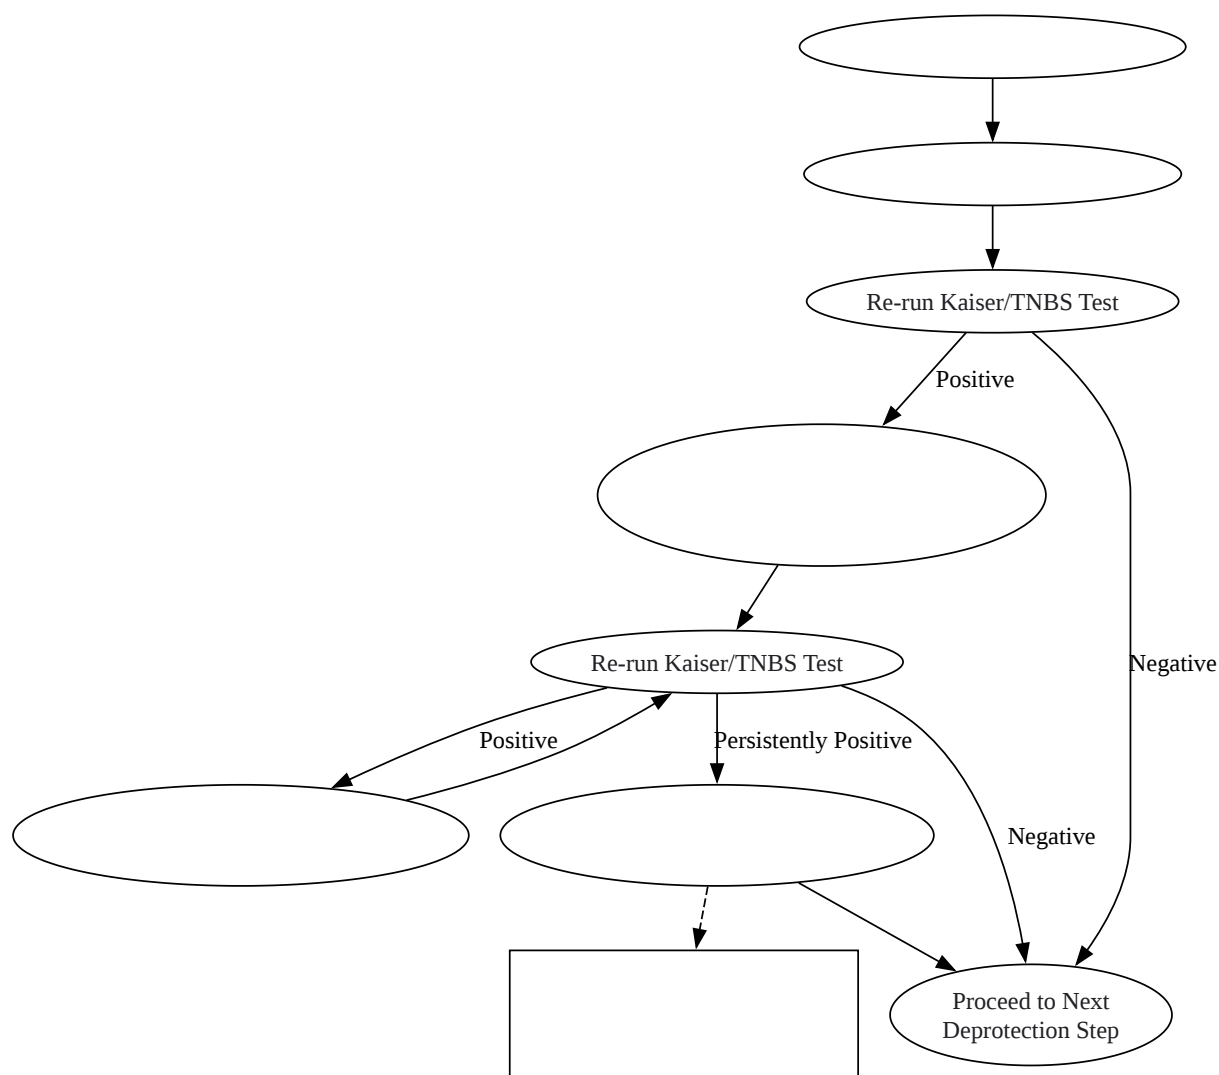 Re-run Kaiser/TNBS Test
Positive
Negative
Re-run Kaiser/TNBS Test
Positive
Persistently Positive
Negative
Proceed to Next
Deprotection Step